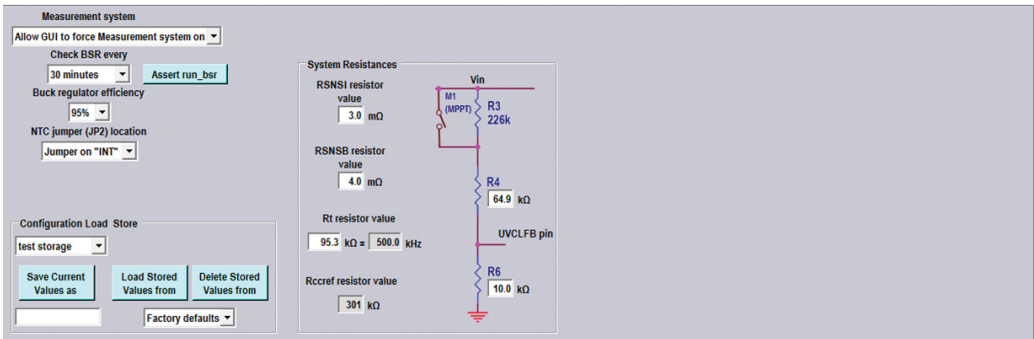 Measurement system
Allow GUI to force Measurement system on
Check BSR every
30 minutes
Assert run_bsr
Buck regulator efficiency
95%
NTC jumper (JP2) location
Jumper on "INT"
Configuration Load Store
test storage
Save Current
Values as
Load Stored
Values from
Delete Stored
Values from
Factory defaults
System Resistances
RSNSI resistor
value
3.0 mΩ
RSNSB resistor
value
4.0 mΩ
Rt resistor value
95.3 kΩ = 500.0 kHz
Rccref resistor value
301 kΩ
Vin
M1
(MPPT)
R3
226k
R4
64.9 kΩ
UVCLFB pin
R6
10.0 kΩ